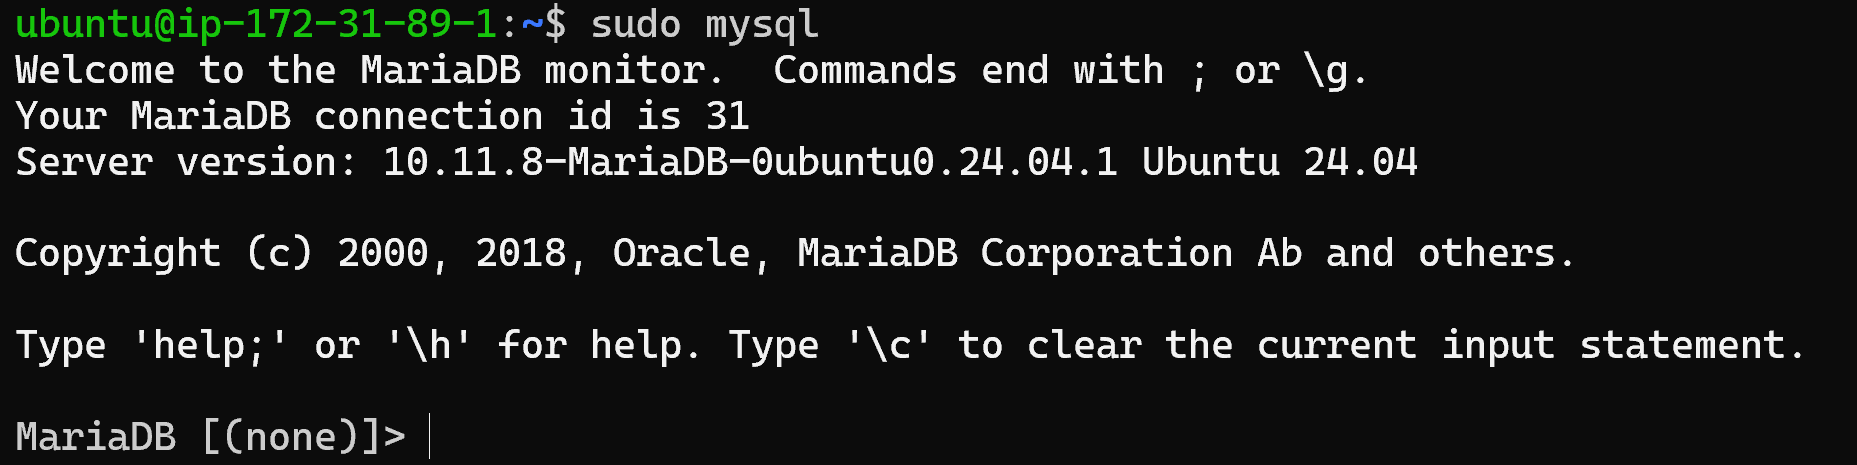 ubuntu@ip-172-31-89-1:~$ sudo mysql
Welcome to the MariaDB monitor.  Commands end with ; or \g.
Your MariaDB connection id is 31
Server version: 10.11.8-MariaDB-0ubuntu0.24.04.1 Ubuntu 24.04
Copyright (c) 2000, 2018, Oracle, MariaDB Corporation Ab and others.
Type 'help;' or '\h' for help. Type '\c' to clear the current input statement.
MariaDB [(none)]>